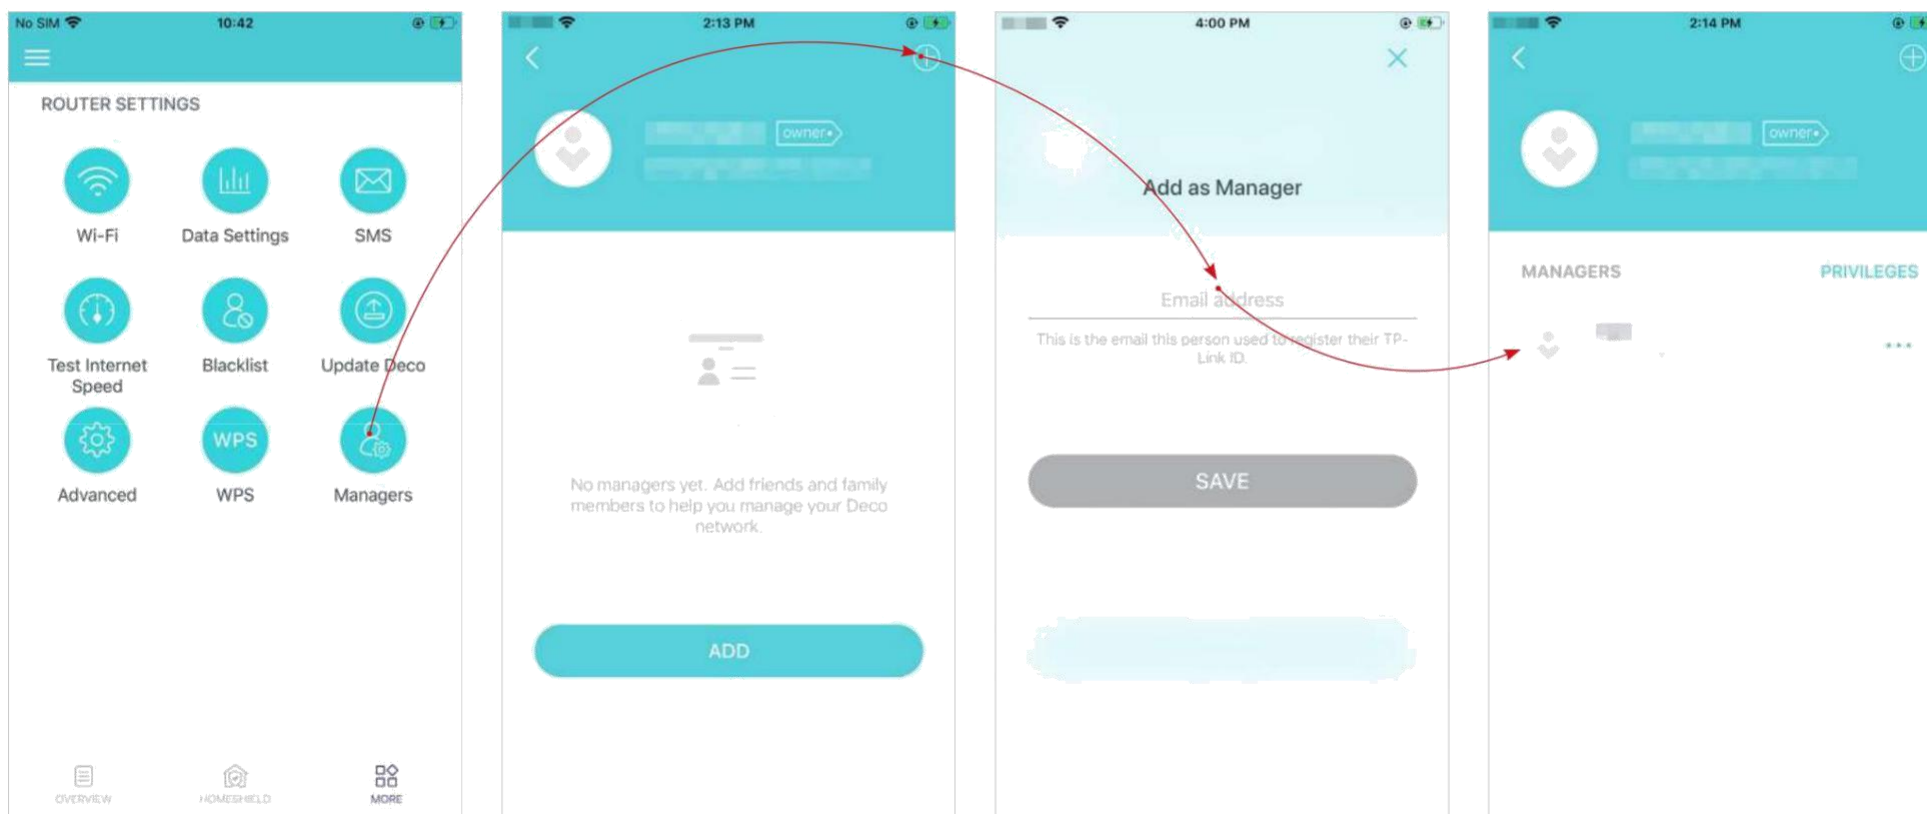 No SIM 10:42
ROUTER SETTINGS
Wi-Fi
Data Settings
SMS
Test Internet
Speed
Blacklist
Update Deco
Advanced
WPS
WPS
Managers
OVERVIEW
HOMESHIELD
MORE
2:13 PM
owner
No managers yet. Add friends and family
members to help you manage your Deco
network.
ADD
4:00 PM
Add as Manager
Email address
This is the email this person used to register their TP-
Link ID.
SAVE
2:14 PM
owner
MANAGERS
PRIVILEGES